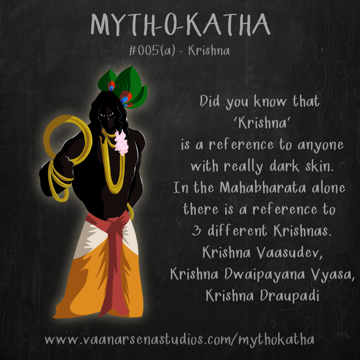 MYTH-O-KATHA
#005(a) - Krishna
Did you know that
'Krishna'
is a reference to anyone
with really dark skin.
In the Mahabharata alone
there is a reference to
3 different Krishnas.
Krishna Vaasudev,
Krishna Dwaipayana Vyasa,
Krishna Draupadi
www.vaanarsenastudios.com/mythokatha